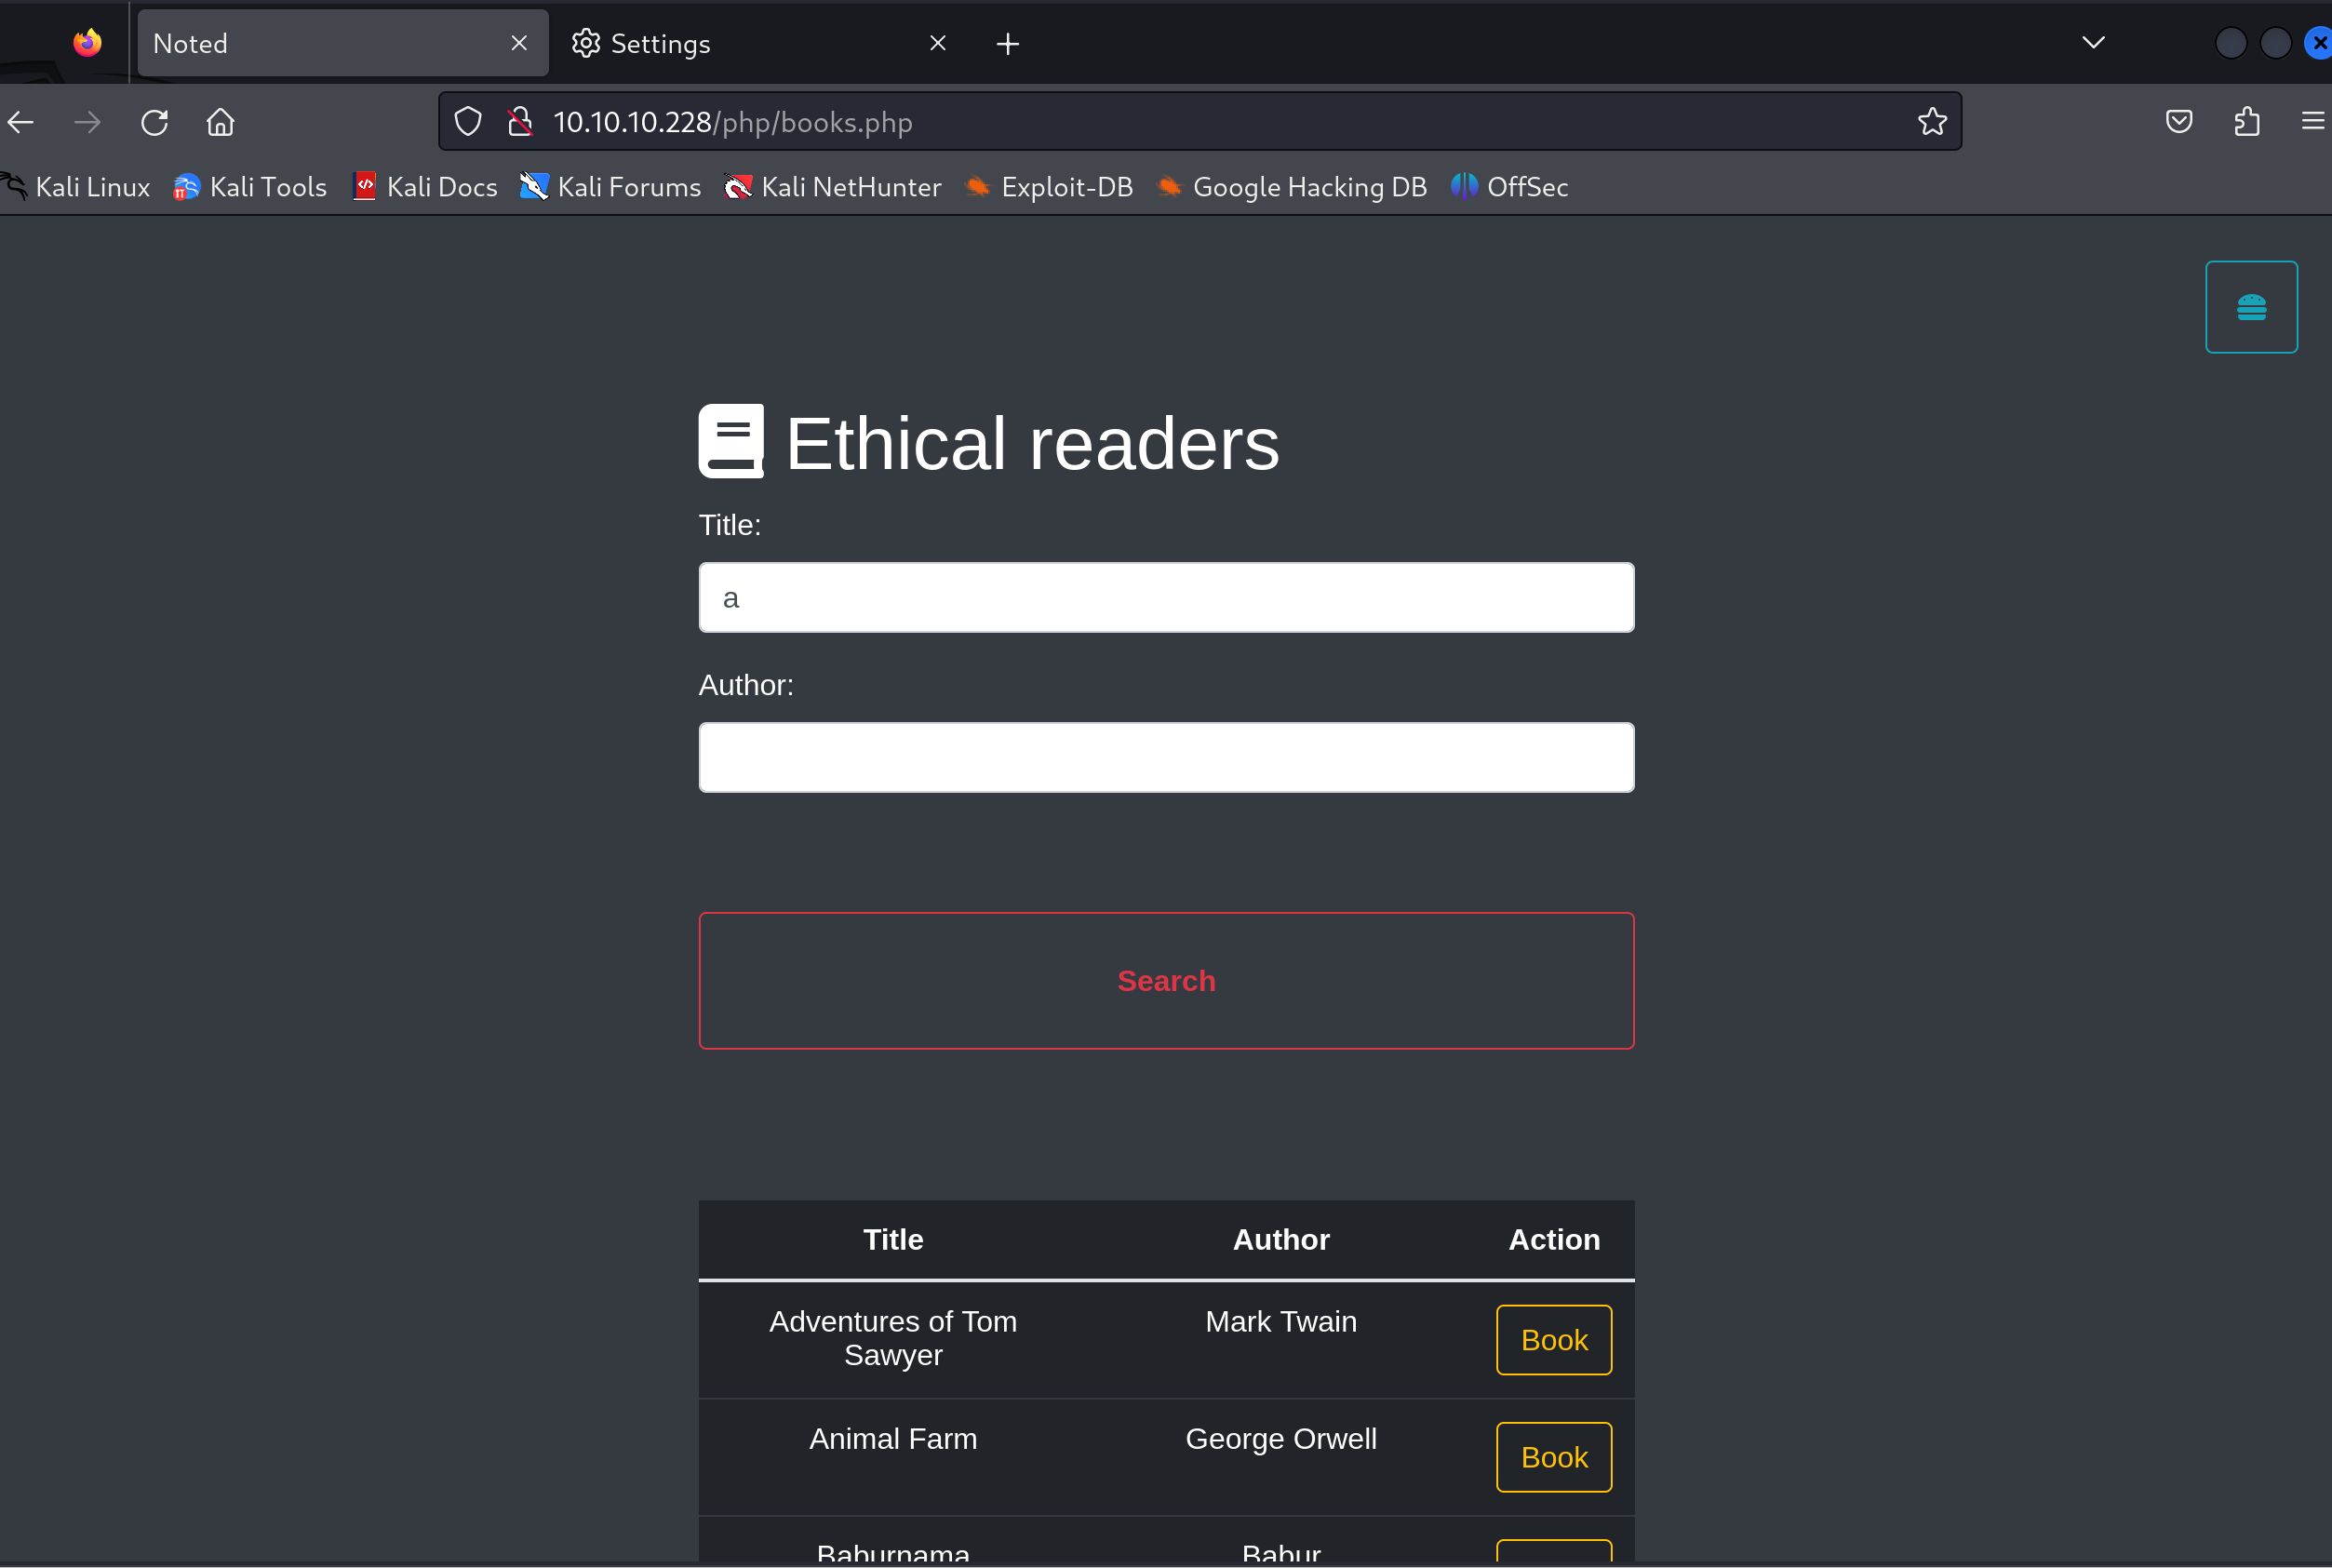 Noted
Settings
10.10.10.228/php/books.php
Kali Linux Kali Tools Kali Docs Kali Forums Kali NetHunter Exploit-DB Google Hacking DB OffSec
Ethical readers
Title:
a
Author:
Search
Title Author Action
Adventures of Tom Sawyer Mark Twain Book
Animal Farm George Orwell Book
Baburnama Babur